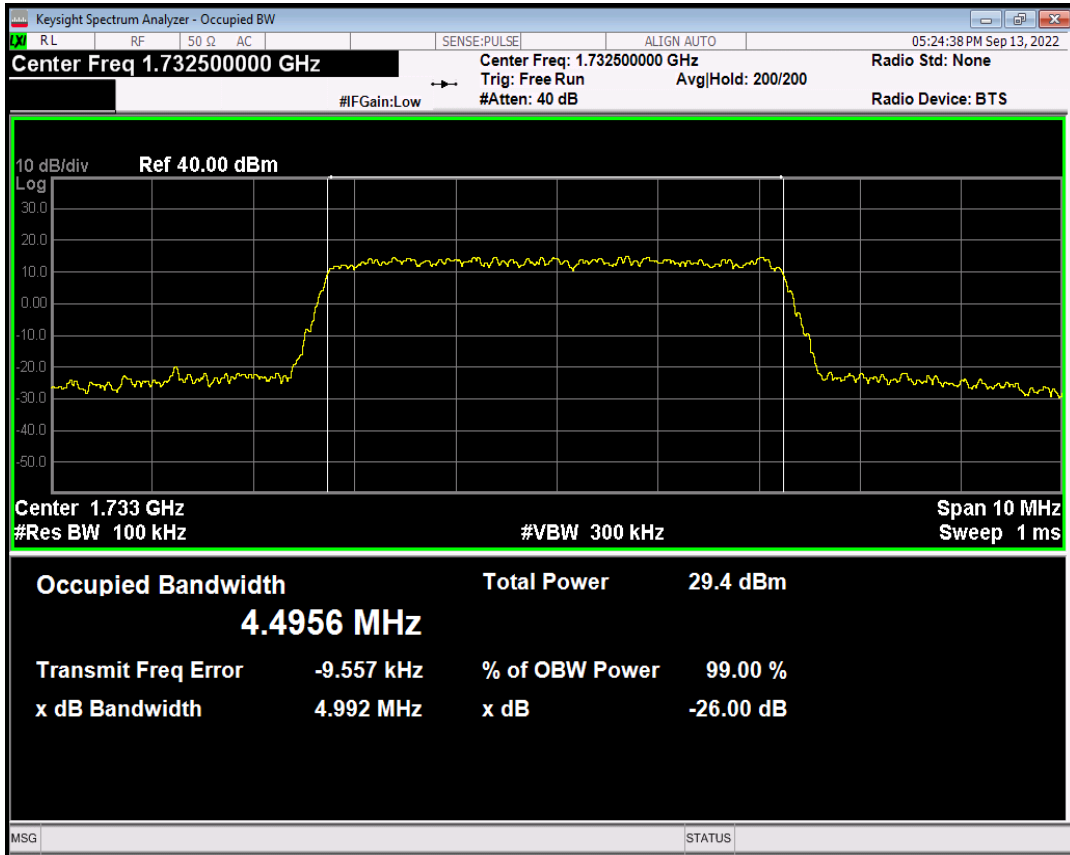 Keysight Spectrum Analyzer - Occupied BW
LXI RL RF 50 Ω AC SENSE:PULSE ALIGN AUTO 05:24:38 PM Sep 13, 2022
Center Freq 1.732500000 GHz Center Freq: 1.732500000 GHz Radio Std: None
Trig: Free Run Avg|Hold: 200/200
#IFGain:Low #Atten: 40 dB Radio Device: BTS
10 dB/div Ref 40.00 dBm
Log
30.0
20.0
10.0
0.00
-10.0
-20.0
-30.0
-40.0
-50.0
Center 1.733 GHz Span 10 MHz
#Res BW 100 kHz #VBW 300 kHz Sweep 1 ms
Occupied Bandwidth Total Power 29.4 dBm
4.4956 MHz
Transmit Freq Error -9.557 kHz % of OBW Power 99.00 %
x dB Bandwidth 4.992 MHz x dB -26.00 dB
MSG STATUS